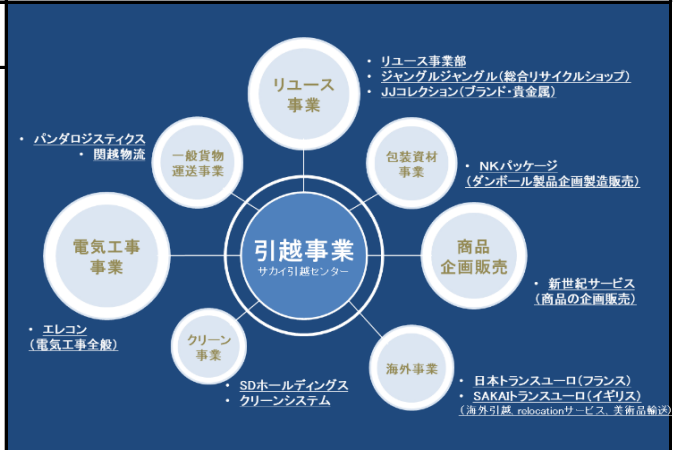 リユース
事業
・ リユース事業部
・ ジャングルジャングル(総合リサイクルショップ)
・ JJコレクション(ブランド・貴金属)
・ パンダロジスティクス
・ 関越物流
一般貨物
運送事業
包装資材
事業
・ NKパッケージ
(ダンボール製品企画製造販売)
電気工事
事業
引越事業
サカイ引越センター
商品
企画販売
・ 新世紀サービス
(商品の企画販売)
・ エレコン
(電気工事全般)
クリーン
事業
・ SDホールディングス
・ クリーンシステム
海外事業
・ 日本トランスユーロ(フランス)
・ SAKAIトランスユーロ(イギリス)
(海外引越、relocationサービス、美術品輸送)